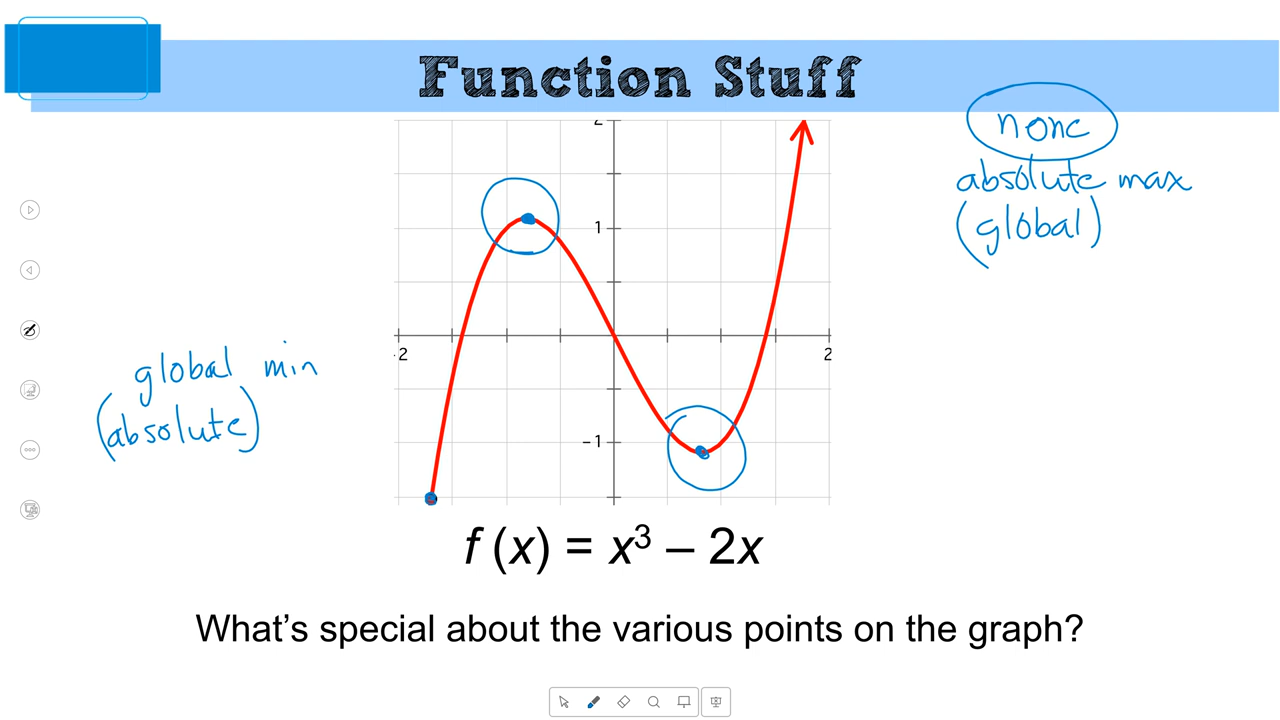 Function Stuff
none
absolute max
(global)
2
1
-2
2
−1
global min
(absolute)
f (x) = x³ – 2x
What’s special about the various points on the graph?